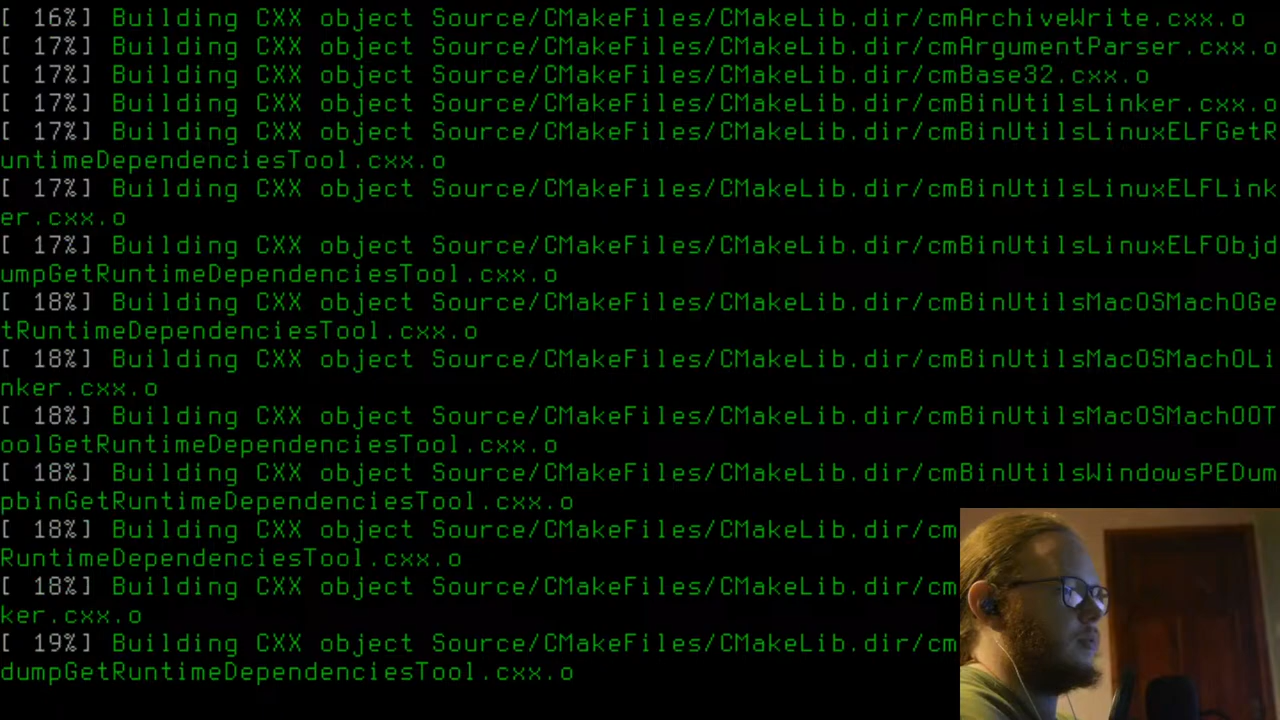 [ 16%] Building CXX object Source/CMakeFiles/CMakeLib.dir/cmArchiveWrite.cxx.o
[ 17%] Building CXX object Source/CMakeFiles/CMakeLib.dir/cmArgumentParser.cxx.o
[ 17%] Building CXX object Source/CMakeFiles/CMakeLib.dir/cmBase32.cxx.o
[ 17%] Building CXX object Source/CMakeFiles/CMakeLib.dir/cmBinUtilsLinker.cxx.o
[ 17%] Building CXX object Source/CMakeFiles/CMakeLib.dir/cmBinUtilsLinuxELFGetR
untimeDependenciesTool.cxx.o
[ 17%] Building CXX object Source/CMakeFiles/CMakeLib.dir/cmBinUtilsLinuxELFLink
er.cxx.o
[ 17%] Building CXX object Source/CMakeFiles/CMakeLib.dir/cmBinUtilsLinuxELFObjd
umpGetRuntimeDependenciesTool.cxx.o
[ 18%] Building CXX object Source/CMakeFiles/CMakeLib.dir/cmBinUtilsMacOSMachOGe
tRuntimeDependenciesTool.cxx.o
[ 18%] Building CXX object Source/CMakeFiles/CMakeLib.dir/cmBinUtilsMacOSMachOLi
nker.cxx.o
[ 18%] Building CXX object Source/CMakeFiles/CMakeLib.dir/cmBinUtilsMacOSMachOOT
oolGetRuntimeDependenciesTool.cxx.o
[ 18%] Building CXX object Source/CMakeFiles/CMakeLib.dir/cmBinUtilsWindowsPEDum
pbinGetRuntimeDependenciesTool.cxx.o
[ 18%] Building CXX object Source/CMakeFiles/CMakeLib.dir/cm
RuntimeDependenciesTool.cxx.o
[ 18%] Building CXX object Source/CMakeFiles/CMakeLib.dir/cm
ker.cxx.o
[ 19%] Building CXX object Source/CMakeFiles/CMakeLib.dir/cm
dumpGetRuntimeDependenciesTool.cxx.o